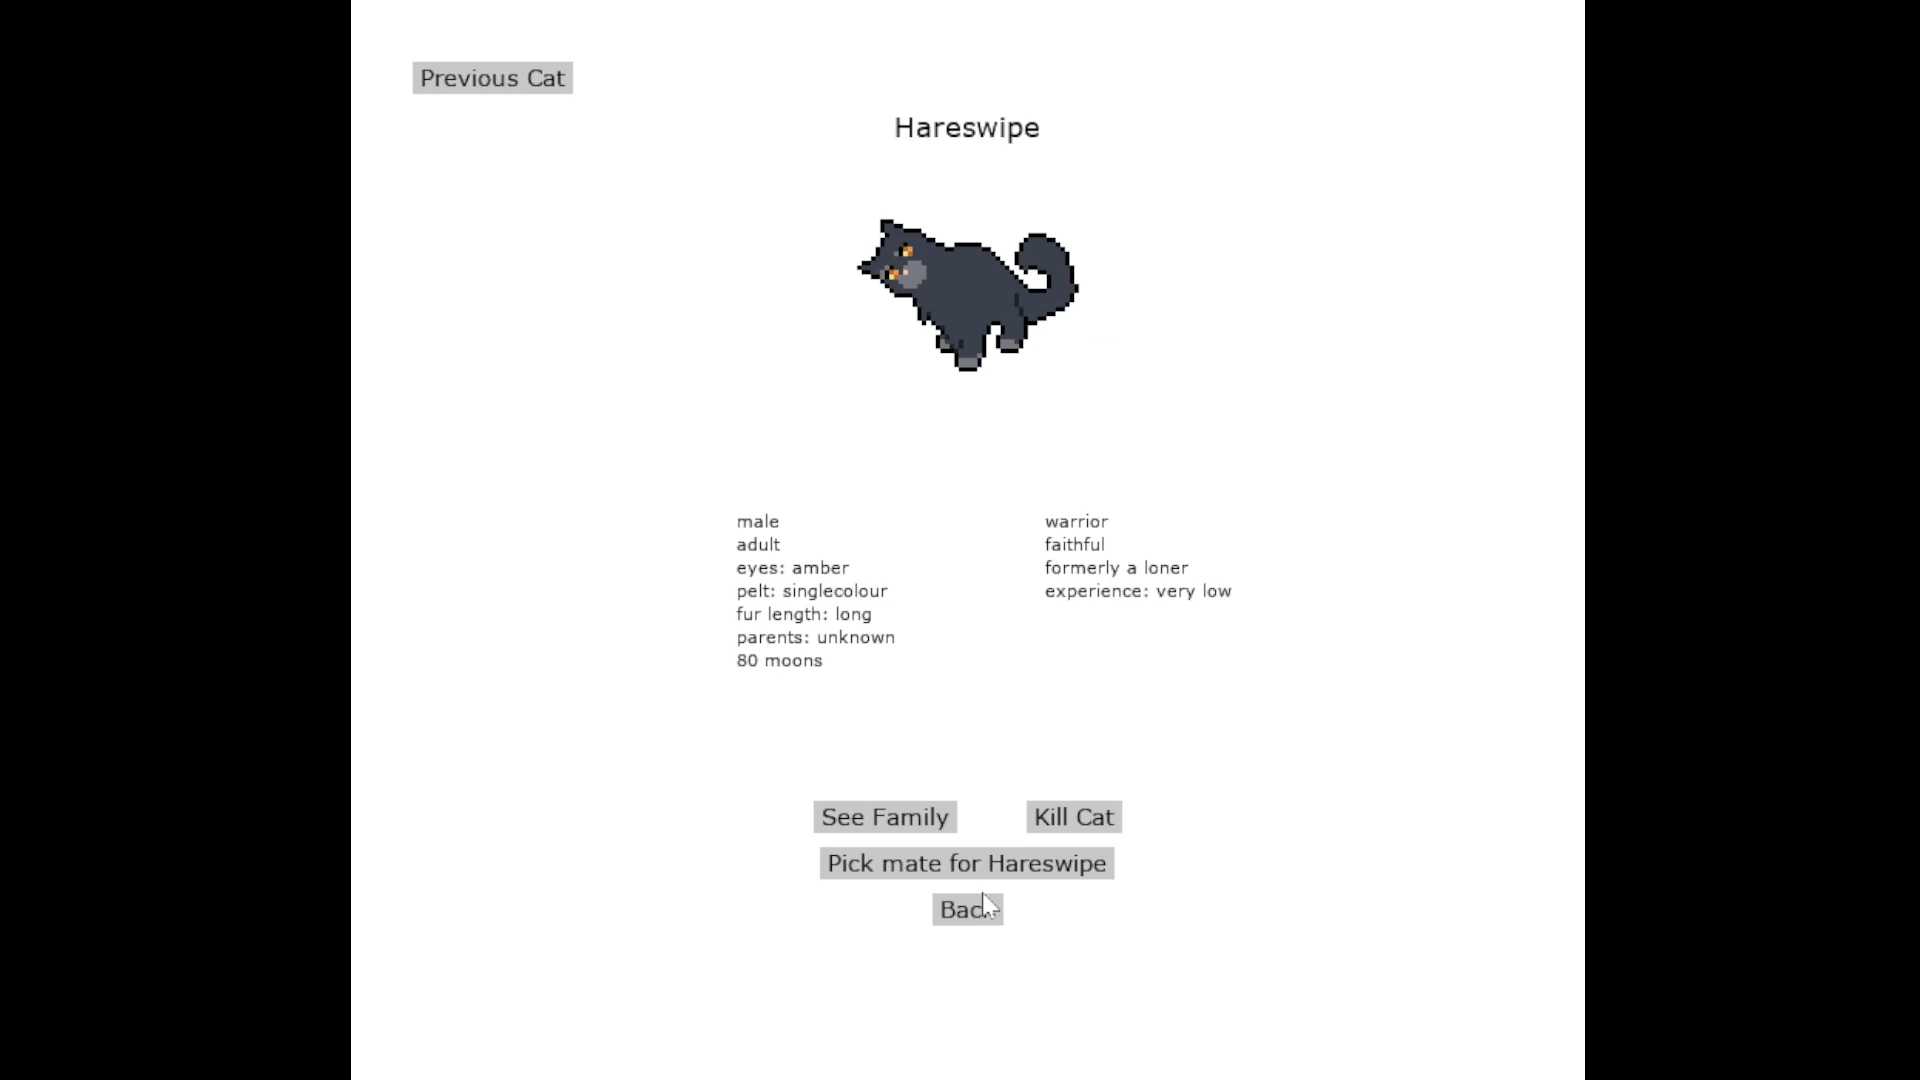 Previous Cat
Hareswipe
male
adult
eyes: amber
pelt: singlecolour
fur length: long
parents: unknown
80 moons
warrior
faithful
formerly a loner
experience: very low
See Family
Kill Cat
Pick mate for Hareswipe
Back